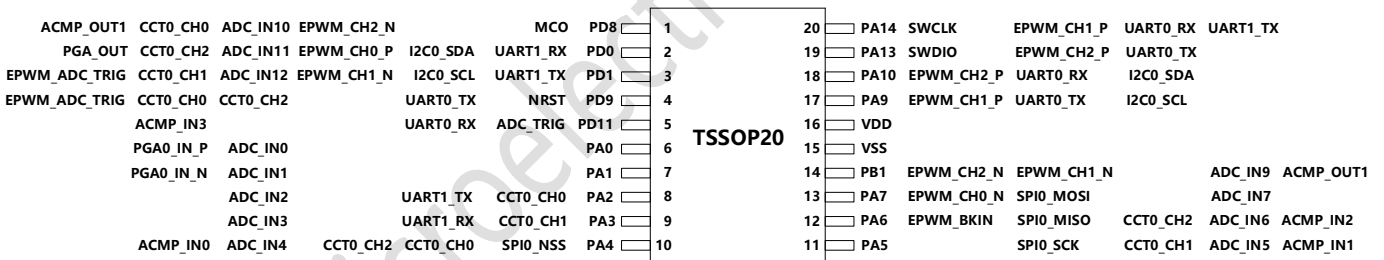 ACMP_OUT1 CCT0_CH0 ADC_IN10 EPWM_CH2_N MCO PD8 1 20 PA14 SWCLK EPWM_CH1_P UART0_RX UART1_TX
PGA_OUT CCT0_CH2 ADC_IN11 EPWM_CH0_P I2C0_SDA UART1_RX PD0 2 19 PA13 SWDIO EPWM_CH2_P UART0_TX
EPWM_ADC_TRIG CCT0_CH1 ADC_IN12 EPWM_CH1_N I2C0_SCL UART1_TX PD1 3 18 PA10 EPWM_CH2_P UART0_RX I2C0_SDA
EPWM_ADC_TRIG CCT0_CH0 CCT0_CH2 UART0_TX NRST PD9 4 17 PA9 EPWM_CH1_P UART0_TX I2C0_SCL
ACMP_IN3 UART0_RX ADC_TRIG PD11 5 16 VDD
TSSOP20
PGA0_IN_P ADC_IN0 PA0 6 15 VSS
PGA0_IN_N ADC_IN1 PA1 7 14 PB1 EPWM_CH2_N EPWM_CH1_N ADC_IN9 ACMP_OUT1
ADC_IN2 UART1_TX CCT0_CH0 PA2 8 13 PA7 EPWM_CH0_N SPI0_MOSI ADC_IN7
ADC_IN3 UART1_RX CCT0_CH1 PA3 9 12 PA6 EPWM_BKIN SPI0_MISO CCT0_CH2 ADC_IN6 ACMP_IN2
ACMP_IN0 ADC_IN4 CCT0_CH2 CCT0_CH0 SPI0_NSS PA4 10 11 PA5 SPI0_SCK CCT0_CH1 ADC_IN5 ACMP_IN1